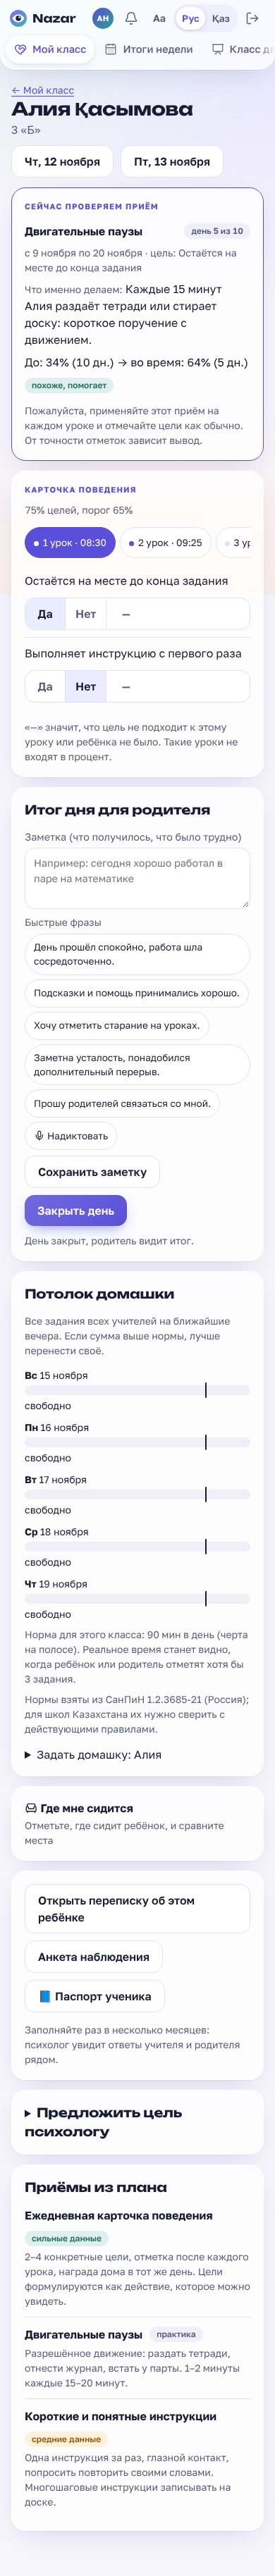 Nazar
АН
Aa
Рус
Қаз
Мой класс
Итоги недели
Класс дл
← Мой класс
Алия Қасымова
3 «Б»
Чт, 12 ноября
Пт, 13 ноября
СЕЙЧАС ПРОВЕРЯЕМ ПРИЁМ
Двигательные паузы
день 5 из 10
с 9 ноября по 20 ноября · цель: Остаётся на
месте до конца задания
Что именно делаем: Каждые 15 минут
Алия раздаёт тетради или стирает
доску: короткое поручение с
движением.
До: 34% (10 дн.) → во время: 64% (5 дн.)
похоже, помогает
Пожалуйста, применяйте этот приём на
каждом уроке и отмечайте цели как обычно.
От точности отметок зависит вывод.
КАРТОЧКА ПОВЕДЕНИЯ
75% целей, порог 65%
1 урок · 08:30
2 урок · 09:25
3 ур
Остаётся на месте до конца задания
Да
Нет
—
Выполняет инструкцию с первого раза
Да
Нет
—
«—» значит, что цель не подходит к этому
уроку или ребёнка не было. Такие уроки не
входят в процент.
Итог дня для родителя
Заметка (что получилось, что было трудно)
Например: сегодня хорошо работал в
паре на математике
Быстрые фразы
День прошёл спокойно, работа шла
сосредоточенно.
Подсказки и помощь принимались хорошо.
Хочу отметить старание на уроках.
Заметна усталость, понадобился
дополнительный перерыв.
Прошу родителей связаться со мной.
Надиктовать
Сохранить заметку
Закрыть день
День закрыт, родитель видит итог.
Потолок домашки
Все задания всех учителей на ближайшие
вечера. Если сумма выше нормы, лучше
перенести своё.
Вс 15 ноября
свободно
Пн 16 ноября
свободно
Вт 17 ноября
свободно
Ср 18 ноября
свободно
Чт 19 ноября
свободно
Норма для этого класса: 90 мин в день (черта
на полосе). Реальное время станет видно,
когда ребёнок или родитель отметят хотя бы
3 задания.
Нормы взяты из СанПиН 1.2.3685-21 (Россия);
для школ Казахстана их нужно сверить с
действующими правилами.
Задать домашку: Алия
Где мне сидится
Отметьте, где сидит ребёнок, и сравните
места
Открыть переписку об этом
ребёнке
Анкета наблюдения
Паспорт ученика
Заполняйте раз в несколько месяцев:
психолог увидит ответы учителя и родителя
рядом.
Предложить цель
психологу
Приёмы из плана
Ежедневная карточка поведения
сильные данные
2–4 конкретные цели, отметка после каждого
урока, награда дома в тот же день. Цели
формулируются как действие, которое можно
увидеть.
Двигательные паузы
практика
Разрешённое движение: раздать тетради,
отнести журнал, встать у парты. 1–2 минуты
каждые 15–20 минут.
Короткие и понятные инструкции
средние данные
Одна инструкция за раз, глазной контакт,
попросить повторить своими словами.
Многошаговые инструкции записывать на
доске.